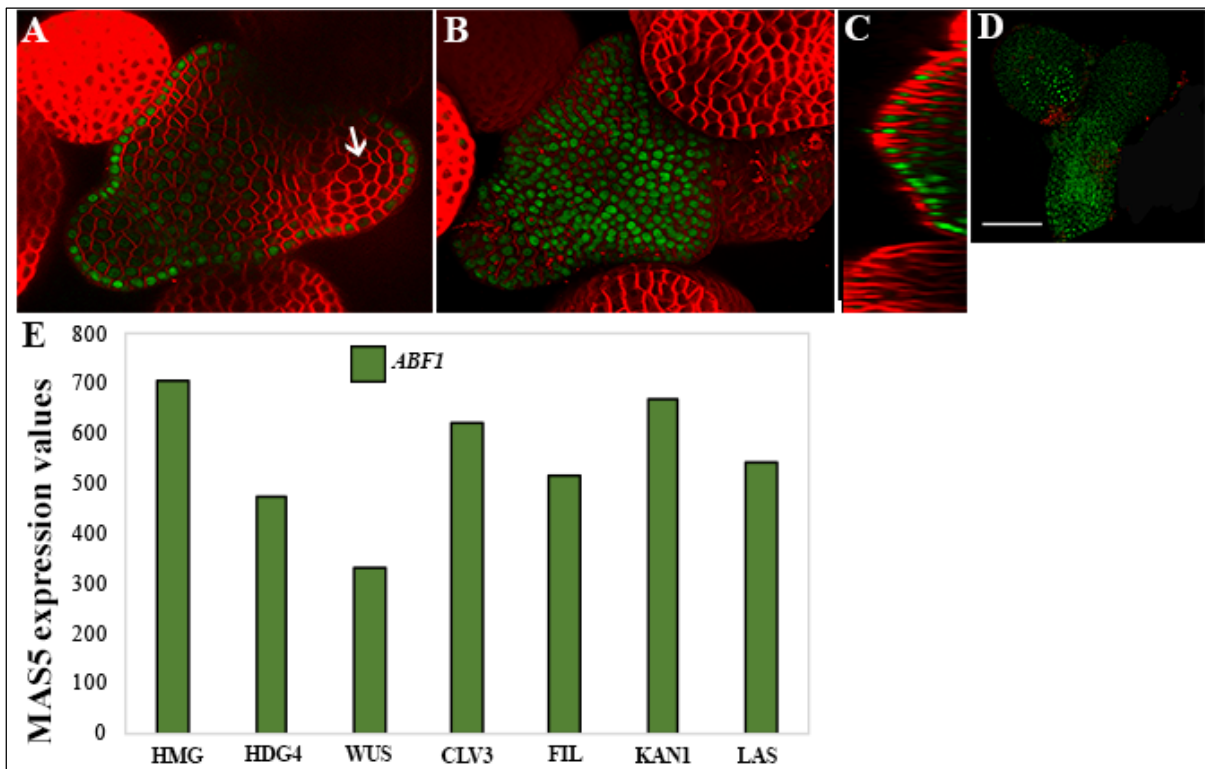 A
B
C
D
E
ABF1
MAS5 expression values
800
700
600
500
400
300
200
100
0
HMG HDG4 WUS CLV3 FIL KAN1 LAS